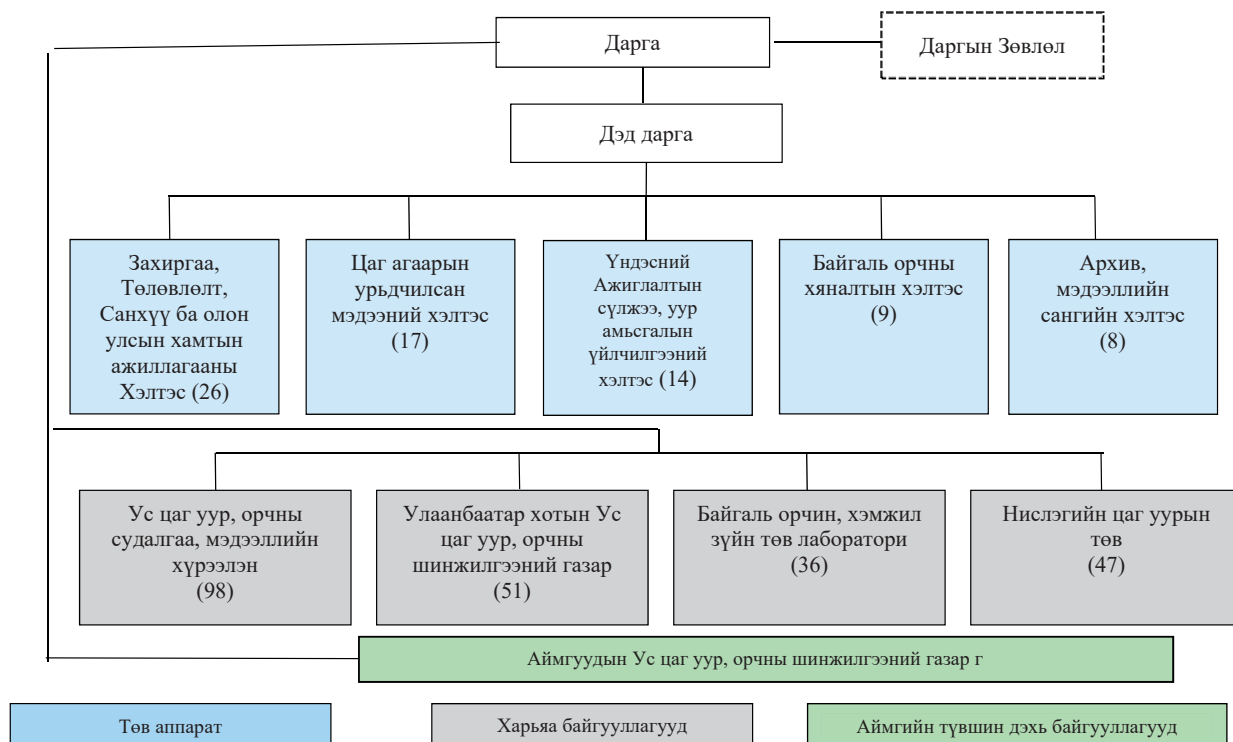 Дарга
Даргын Зөвлөл
Дэд дарга
Захиргаа,
Төлөвлөлт,
Санхүү ба олон
улсын хамтын
ажиллагааны
Хэлтэс (26)
Цаг агаарын
урьдчилсан
мэдээний хэлтэс
(17)
Үндэсний
Ажиглалтын
сүлжээ, уур
амьсгалын
үйлчилгээний
хэлтэс (14)
Байгаль орчны
хяналтын хэлтэс
(9)
Архив,
мэдээллийн
сангийн хэлтэс
(8)
Ус цаг уур, орчны
судалгаа, мэдээллийн
хүрээлэн
(98)
Улаанбаатар хотын Ус
цаг уур, орчны
шинжилгээний газар
(51)
Байгаль орчин, хэмжил
зүйн төв лаборатори
(36)
Нислэгийн цаг уурын
төв
(47)
Аймгуудын Ус цаг уур, орчны шинжилгээний газар г
Төв аппарат
Харьяа байгууллагууд
Аймгийн түвшин дэхь байгууллагууд